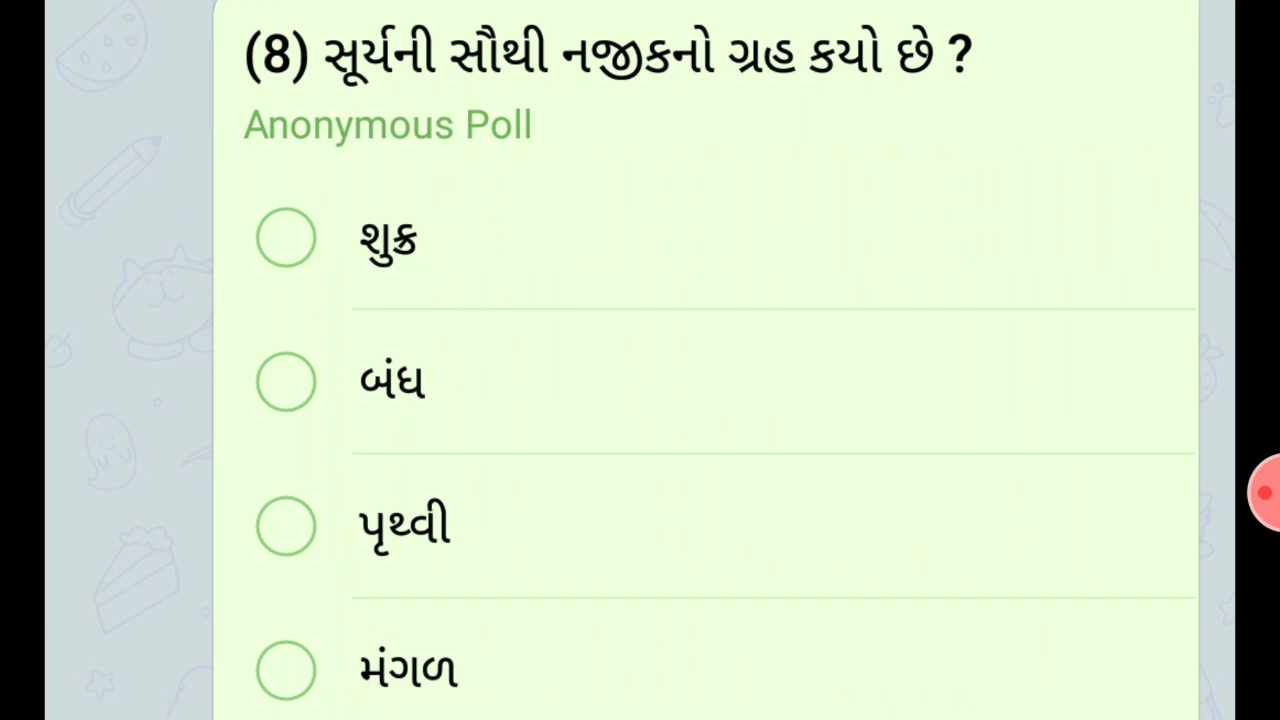 (8) સૂર્યની સૌથી નજીકનો ગ્રહ કયો છે ?
Anonymous Poll
શુક્ર
બંધ
પૃથ્વી
મંગળ